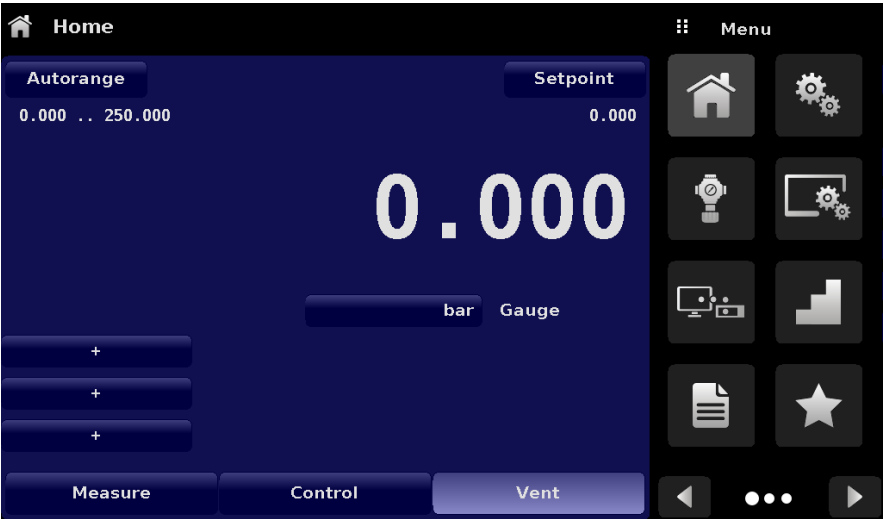 Home
Menu
Autorange
Setpoint
0.000 .. 250.000
0.000
0.000
bar
Gauge
+
+
+
Measure
Control
Vent